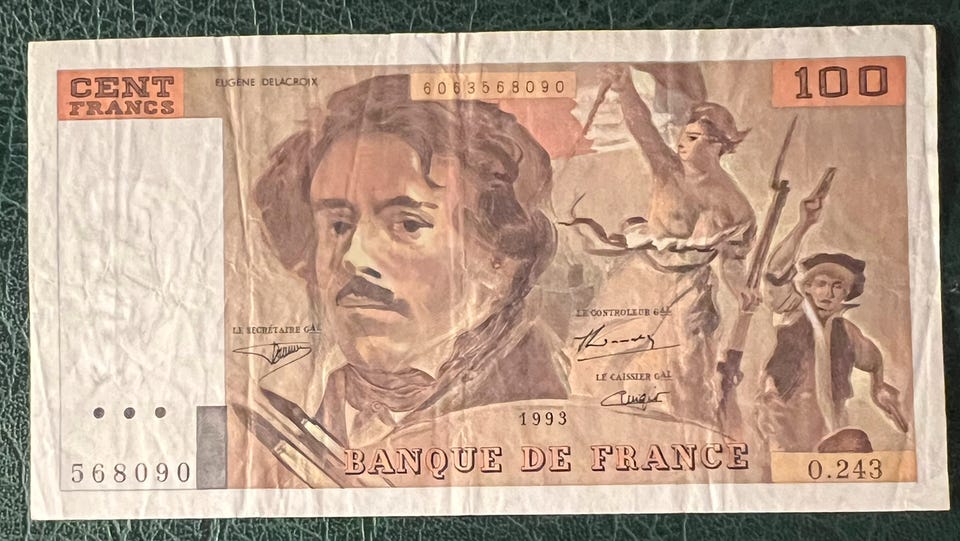 CENT
FRANCS
EUGÈNE DELACROIX
6063568090
100
LE SECRÉTAIRE GAL
LE CONTROLEUR GAL
LE CAISSIER GAL
1993
568090
BANQUE DE FRANCE
O.243